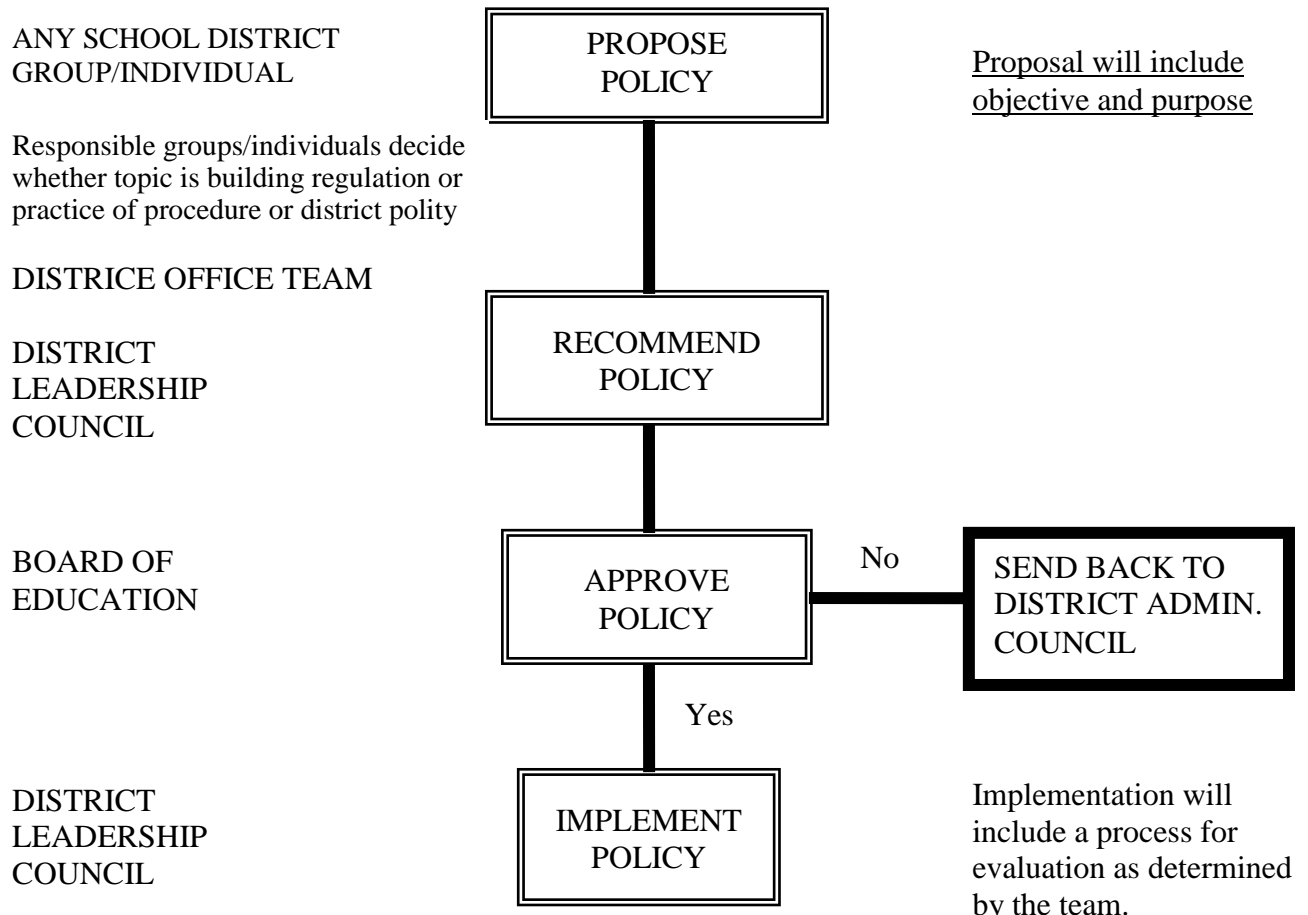 ANY SCHOOL DISTRICT
GROUP/INDIVIDUAL
PROPOSE
POLICY
Proposal will include
objective and purpose
Responsible groups/individuals decide
whether topic is building regulation or
practice of procedure or district polity
DISTRICE OFFICE TEAM
DISTRICT
LEADERSHIP
COUNCIL
RECOMMEND
POLICY
BOARD OF
EDUCATION
APPROVE
POLICY
No
SEND BACK TO
DISTRICT ADMIN.
COUNCIL
Yes
DISTRICT
LEADERSHIP
COUNCIL
IMPLEMENT
POLICY
Implementation will
include a process for
evaluation as determined
by the team.